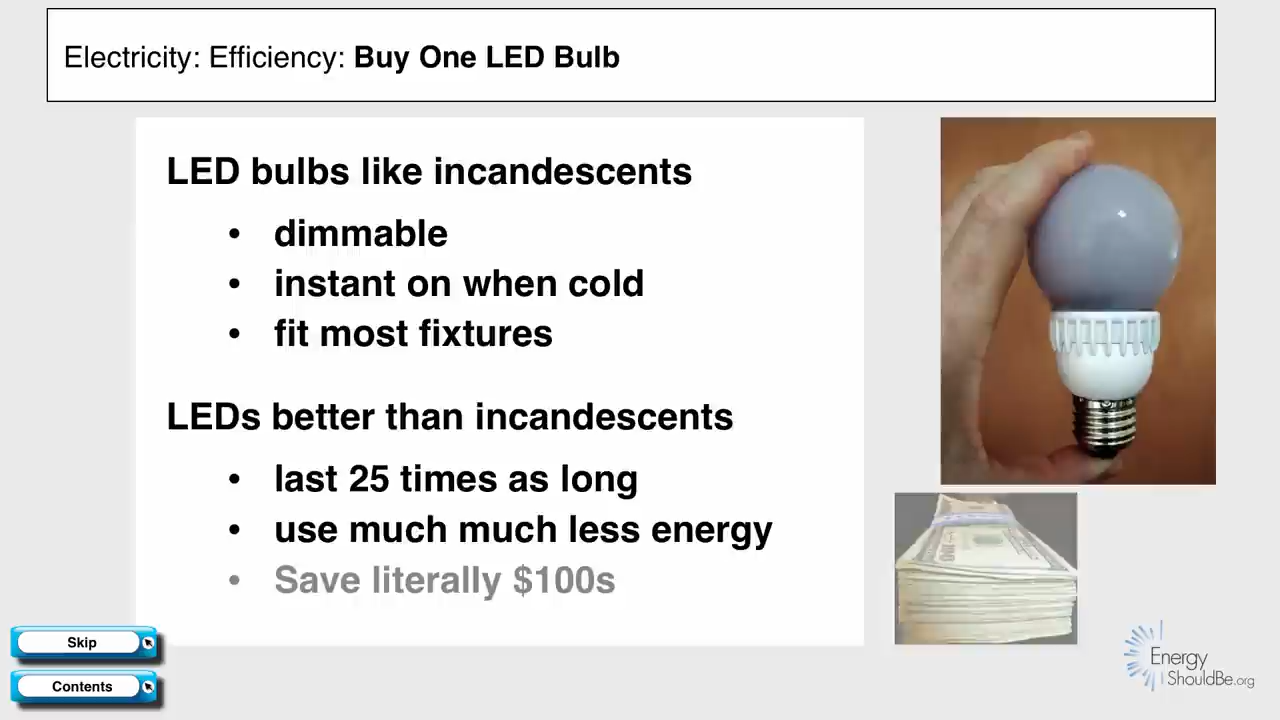 Electricity: Efficiency: Buy One LED Bulb
LED bulbs like incandescents
• dimmable
• instant on when cold
• fit most fixtures
LEDs better than incandescents
• last 25 times as long
• use much much less energy
• Save literally $100s
Skip
Contents
Energy
ShouldBe.org